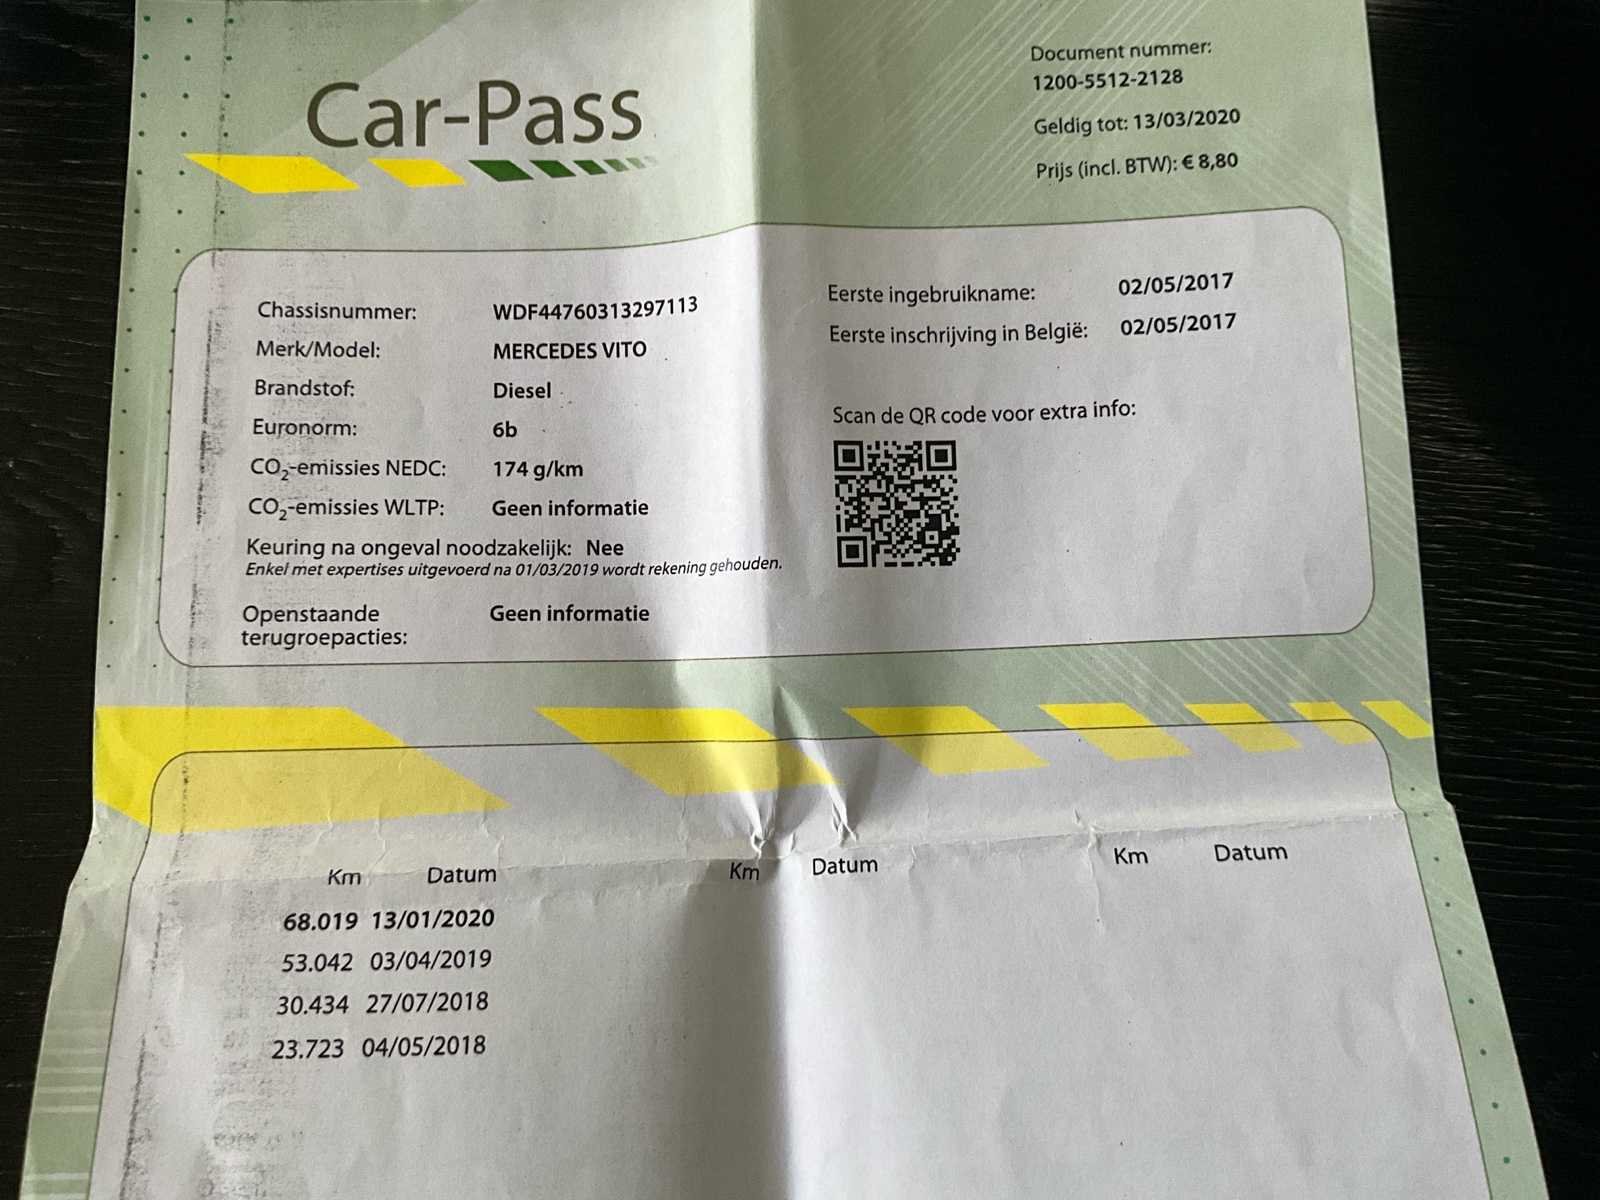 Car-Pass
Document nummer:
1200-5512-2128
Geldig tot: 13/03/2020
Prijs (incl. BTW): € 8,80
Chassisnummer: WDF44760313297113
Merk/Model: MERCEDES VITO
Brandstof: Diesel
Euronorm: 6b
CO₂-emissies NEDC: 174 g/km
CO₂-emissies WLTP: Geen informatie
Keuring na ongeval noodzakelijk: Nee
Enkel met expertises uitgevoerd na 01/03/2019 wordt rekening gehouden.
Openstaande Geen informatie
terugroepacties:
Eerste ingebruikname: 02/05/2017
Eerste inschrijving in België: 02/05/2017
Scan de QR code voor extra info:
Km Datum Km Datum Km Datum
68.019 13/01/2020
53.042 03/04/2019
30.434 27/07/2018
23.723 04/05/2018